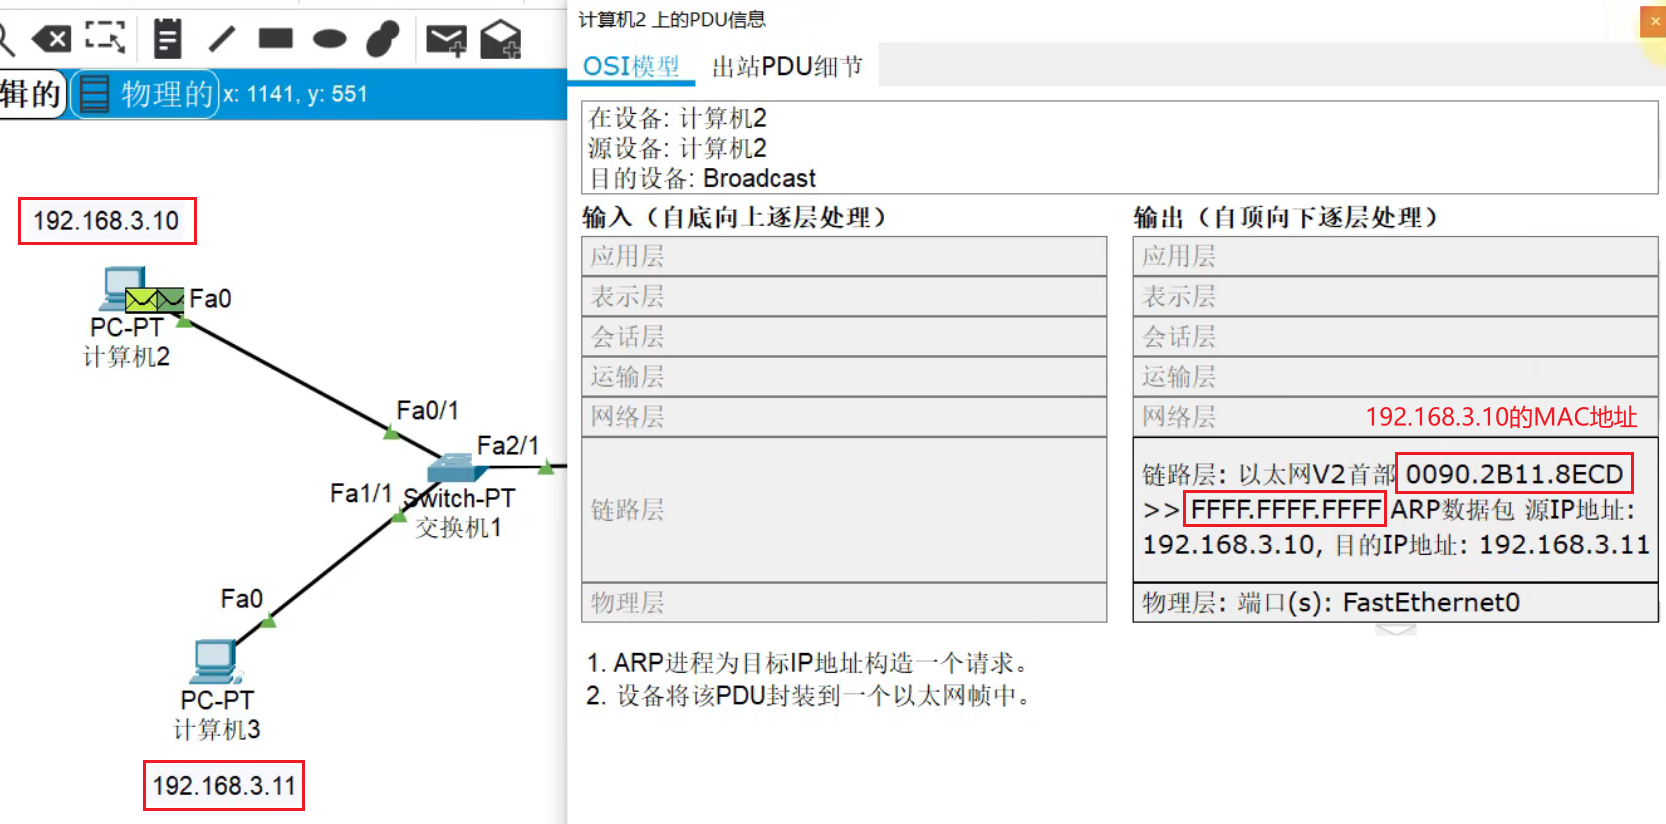 辑的
物理的
x: 1141, y: 551
192.168.3.10
Fa0
PC-PT
计算机2
Fa0/1
Fa2/1
Fa1/1
Switch-PT
交换机1
Fa0
PC-PT
计算机3
192.168.3.11
计算机2 上的PDU信息
×
OSI模型
出站PDU细节
在设备: 计算机2
源设备: 计算机2
目的设备: Broadcast
输入（自底向上逐层处理）
应用层
表示层
会话层
运输层
网络层
链路层
物理层
输出（自顶向下逐层处理）
应用层
表示层
会话层
运输层
网络层
192.168.3.10的MAC地址
链路层: 以太网V2首部 0090.2B11.8ECD
>> FFFF.FFFF.FFFF ARP数据包 源IP地址:
192.168.3.10, 目的IP地址: 192.168.3.11
物理层: 端口(s): FastEthernet0
1. ARP进程为目标IP地址构造一个请求。
2. 设备将该PDU封装到一个以太网帧中。